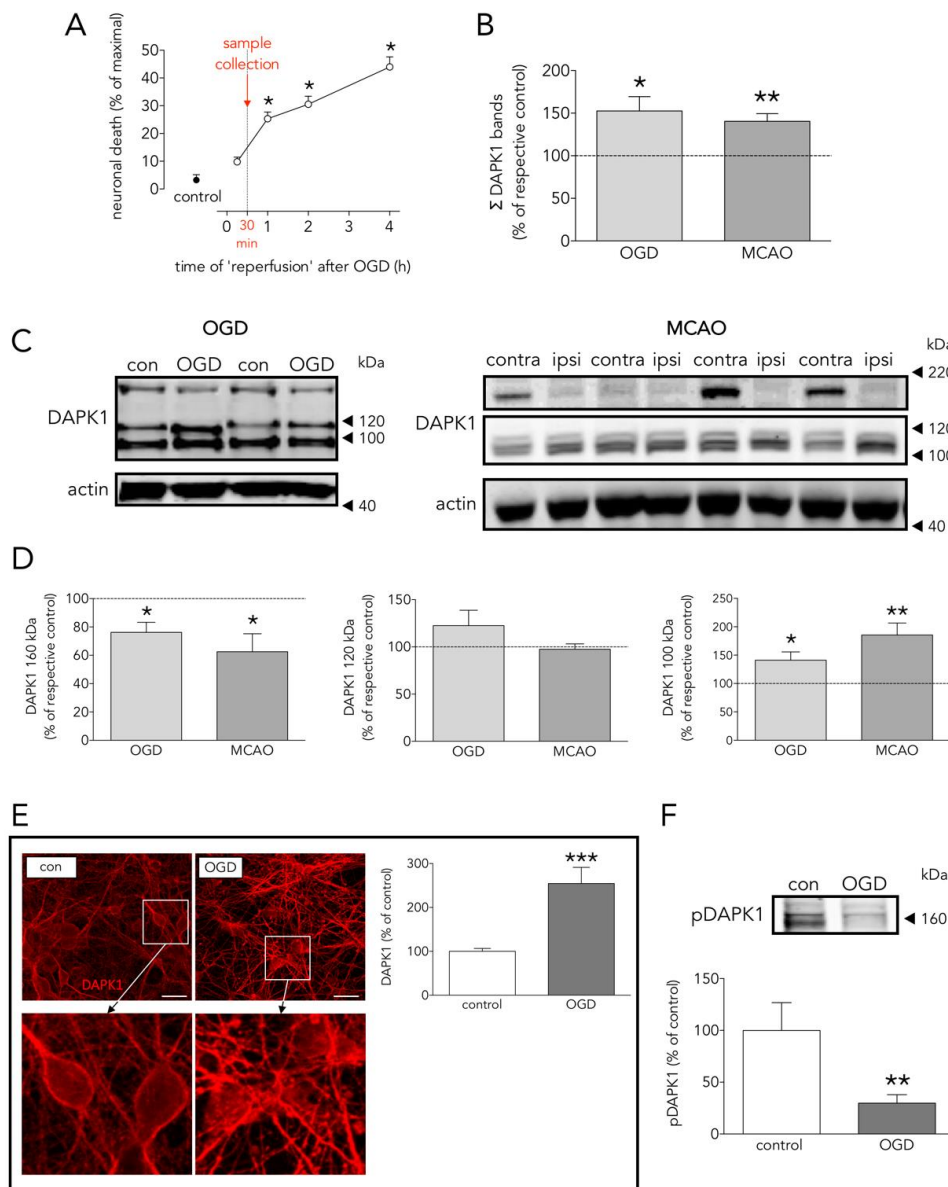 A
neuronal death (% of maximal)
50
40
30
20
10
0
sample
collection
*
*
*
control
0
30
min
1
2
3
4
time of 'reperfusion' after OGD (h)
B
Σ DAPK1 bands
(% of respective control)
200
150
100
50
0
*
**
OGD
MCAO
C
OGD
con OGD con OGD
kDa
DAPK1
120
100
actin
40
MCAO
contra ipsi contra ipsi contra ipsi contra ipsi
kDa
220
DAPK1
120
100
actin
40
D
DAPK1 160 kDa
(% of respective control)
100
80
60
40
20
0
*
*
OGD
MCAO
DAPK1 120 kDa
(% of respective control)
150
100
50
0
OGD
MCAO
DAPK1 100 kDa
(% of respective control)
250
200
150
100
50
0
*
**
OGD
MCAO
E
con
OGD
DAPK1
DAPK1 (% of control)
300
200
100
0
***
control
OGD
F
kDa
con OGD
pDAPK1
160
pDAPK1 (% of control)
150
100
50
0
**
control
OGD